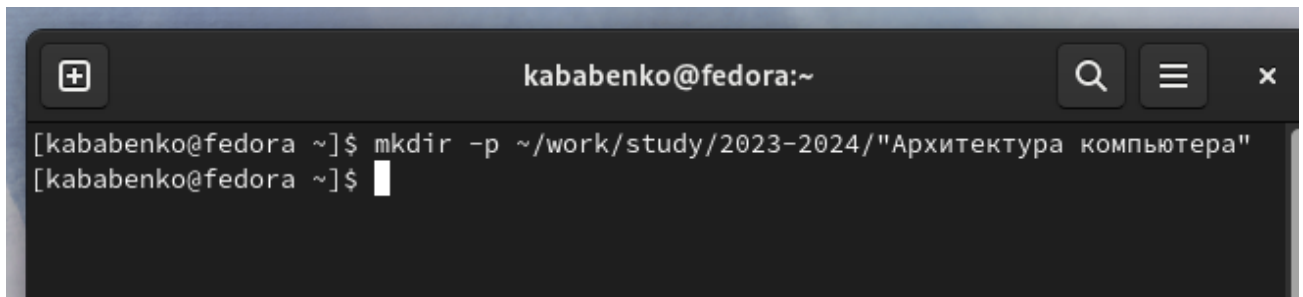 kababenko@fedora:~
[kababenko@fedora ~]$ mkdir -p ~/work/study/2023-2024/"Архитектура компьютера"
[kababenko@fedora ~]$